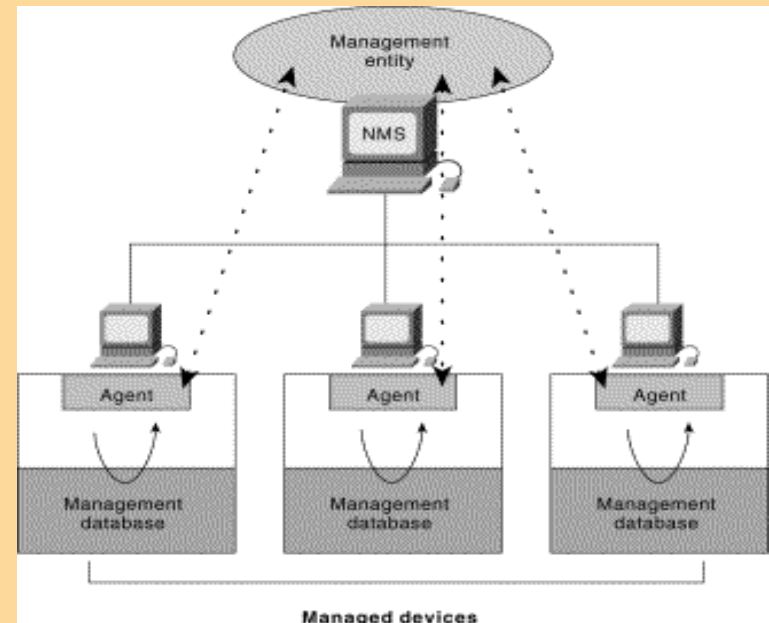 Management
entity
NMS
Agent
Agent
Agent
Management
database
Management
database
Management
database
Managed devices